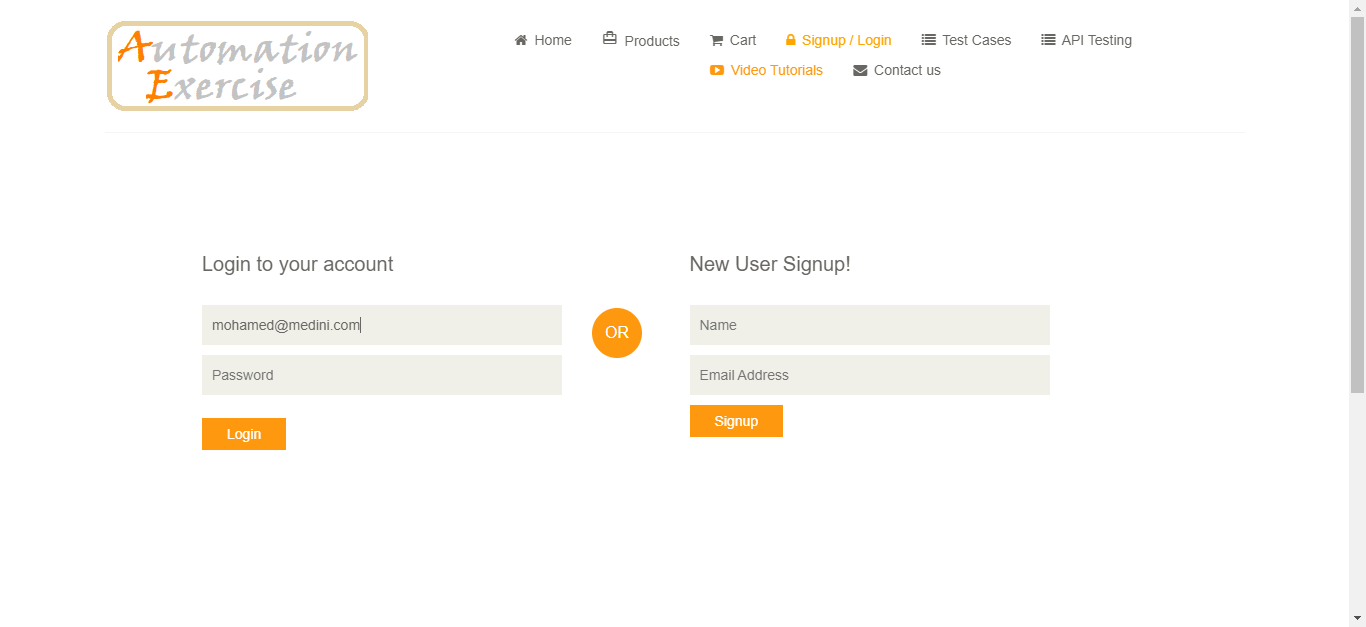 Automation
Exercise
Home Products Cart Signup / Login Test Cases API Testing
Video Tutorials Contact us
Login to your account
mohamed@medini.com
Password
Login
OR
New User Signup!
Name
Email Address
Signup